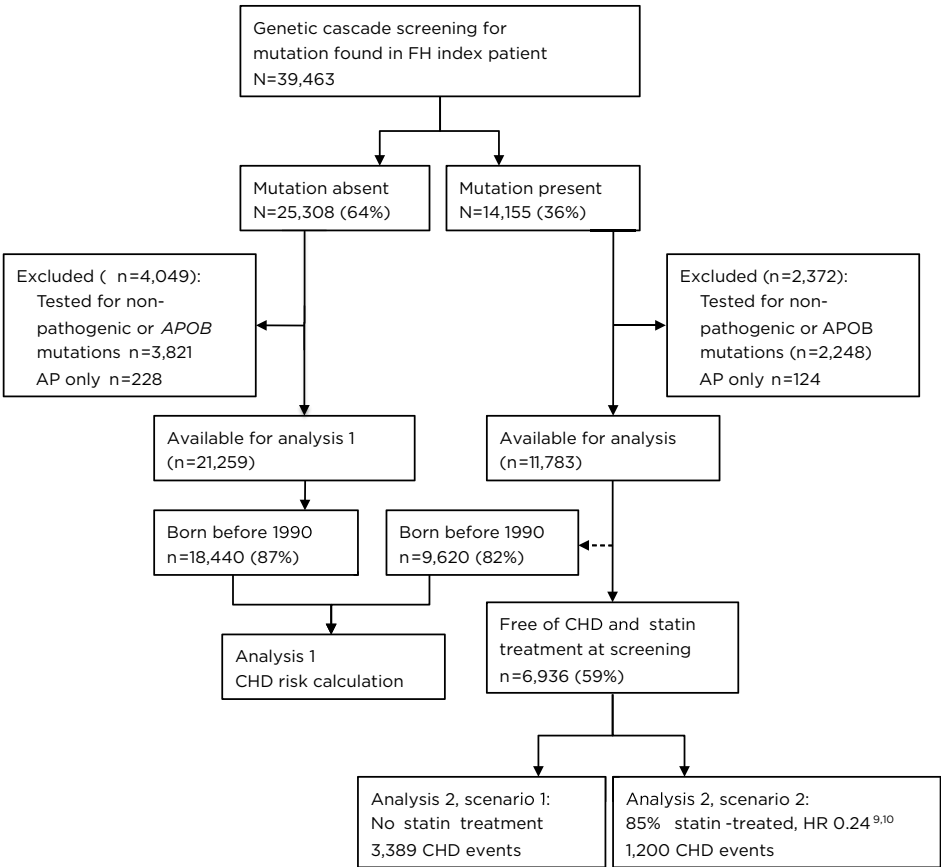 Genetic cascade screening for
mutation found in FH index patient
N=39,463
Mutation absent
N=25,308 (64%)
Mutation present
N=14,155 (36%)
Excluded ( n=4,049):
Tested for non-
pathogenic or APOB
mutations n=3,821
AP only n=228
Excluded (n=2,372):
Tested for non-
pathogenic or APOB
mutations (n=2,248)
AP only n=124
Available for analysis 1
(n=21,259)
Available for analysis
(n=11,783)
Born before 1990
n=18,440 (87%)
Born before 1990
n=9,620 (82%)
Analysis 1
CHD risk calculation
Free of CHD and statin
treatment at screening
n=6,936 (59%)
Analysis 2, scenario 1:
No statin treatment
3,389 CHD events
Analysis 2, scenario 2:
85% statin -treated, HR 0.24 9,10
1,200 CHD events